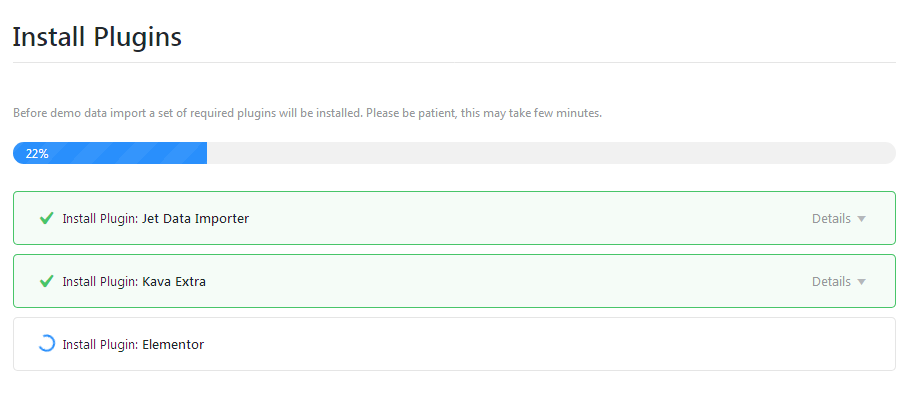 Install Plugins
Before demo data import a set of required plugins will be installed. Please be patient, this may take few minutes.
22%
Install Plugin: Jet Data Importer Details
Install Plugin: Kava Extra Details
Install Plugin: Elementor